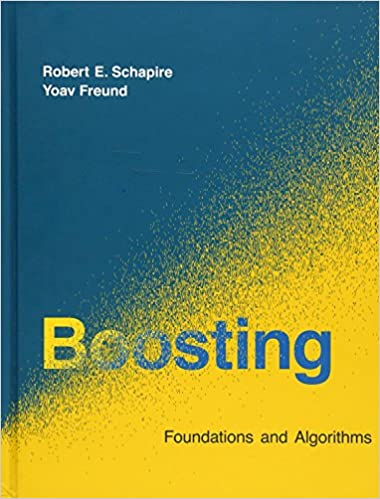 Robert E. Schapire
Yoav Freund
Boosting
Foundations and Algorithms